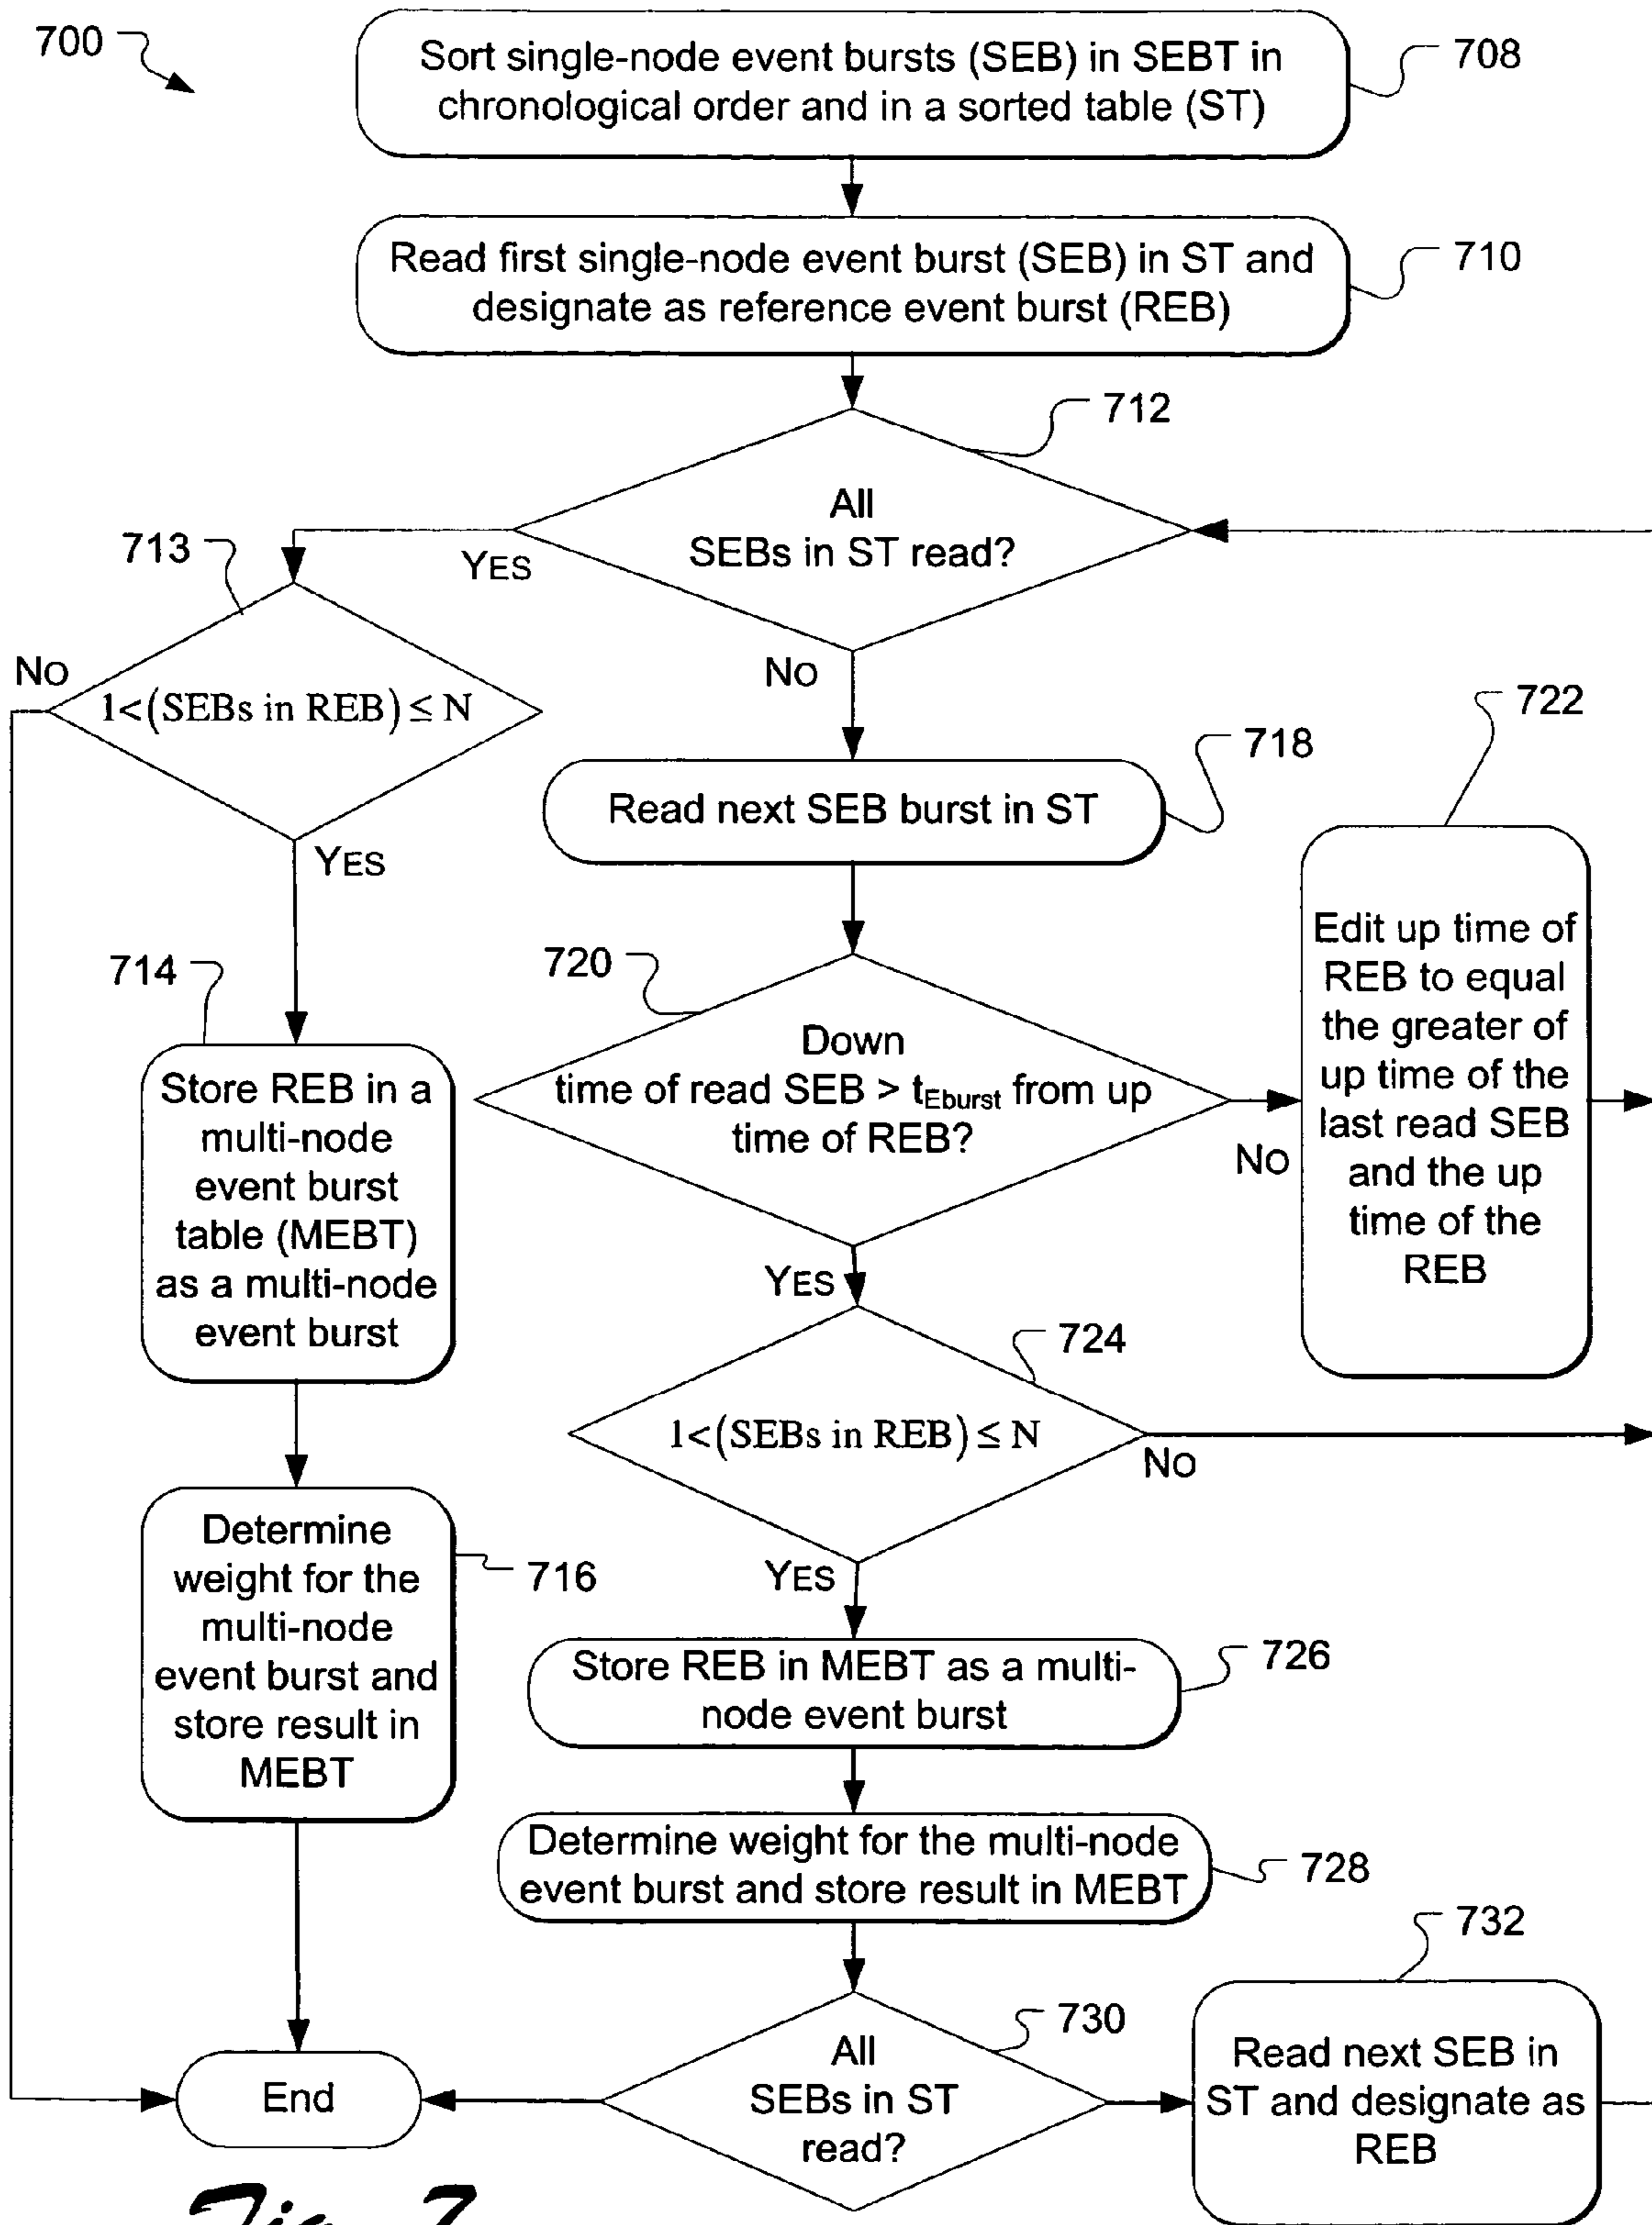 700
Sort single-node event bursts (SEB) in SEBT in
chronological order and in a sorted table (ST)
708
Read first single-node event burst (SEB) in ST and
designate as reference event burst (REB)
710
712
All
SEBs in ST read?
YES
NO
713
1<(SEBs in REB) ≤ N
NO
YES
718
Read next SEB burst in ST
722
Edit up time of
REB to equal
the greater of
up time of the
last read SEB
and the up
time of the
REB
714
Store REB in a
multi-node
event burst
table (MEBT)
as a multi-node
event burst
720
Down
time of read SEB > tEburst from up
time of REB?
NO
YES
724
1<(SEBs in REB) ≤ N
NO
YES
716
Determine
weight for the
multi-node
event burst and
store result in
MEBT
726
Store REB in MEBT as a multi-
node event burst
728
Determine weight for the multi-node
event burst and store result in MEBT
730
All
SEBs in ST
read?
732
Read next SEB in
ST and designate as
REB
End
Fig. 7